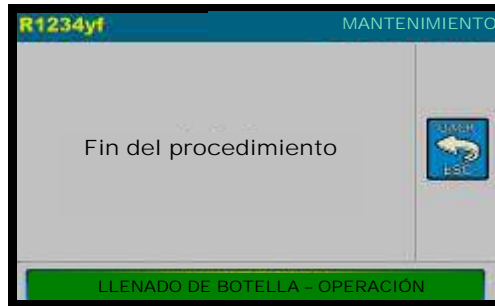 R1234yf
MANTENIMIENTO
Fin del procedimiento
ESC
LLENADO DE BOTELLA – OPERACIÓN